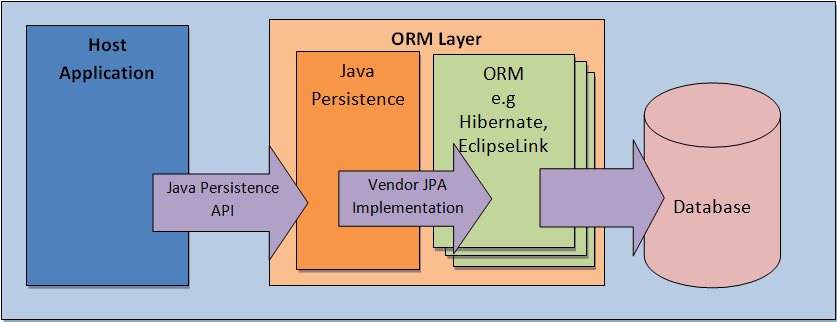 Host
Application
ORM Layer
Java
Persistence
ORM
e.g
Hibernate,
EclipseLink
Java Persistence
API
Vendor JPA
Implementation
Database